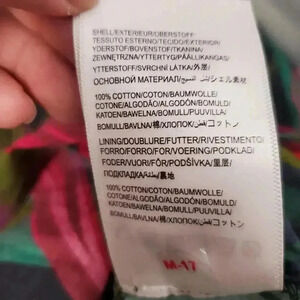 SHELL/EXTERIEUR/OBERSTOFF
TESSUTO ESTERNO/TECIDO/EXTERIOR
YDERSTOF/BOVENSTOF/TKANINA/
ZEWNĘTRZNA/YTTERTYG/PÄÄLLIKANGAS/
YTTERSTOFF/SVRCHNÍ LÁTKA/外层/
ОСНОВНОЙ МАТЕРИАЛ/シェル素材
100% COTTON/COTON/BAUMWOLLE/
COTONE/ALGODÃO/ALGODÓN/BOMULD/
KATOEN/BAWEŁNA/BOMULL/PUUVILLA/
BOMULL/BAVLNA/棉/ХЛОПОК/قطن/コットン
LINING/DOUBLURE/FUTTER/RIVESTIMENTO/
FORRO/FORRO/FOR/VOERING/PODKŁAD/
FODER/VUORI/FÔR/PODŠÍVKA/里层/
ПОДКЛАДКА/بطانة/裏地
100% COTTON/COTON/BAUMWOLLE/
COTONE/ALGODÃO/ALGODÓN/BOMULD/
KATOEN/BAWEŁNA/BOMULL/PUUVILLA/
BOMULL/BAVLNA/棉/ХЛОПОК/قطن/コットン
M-17